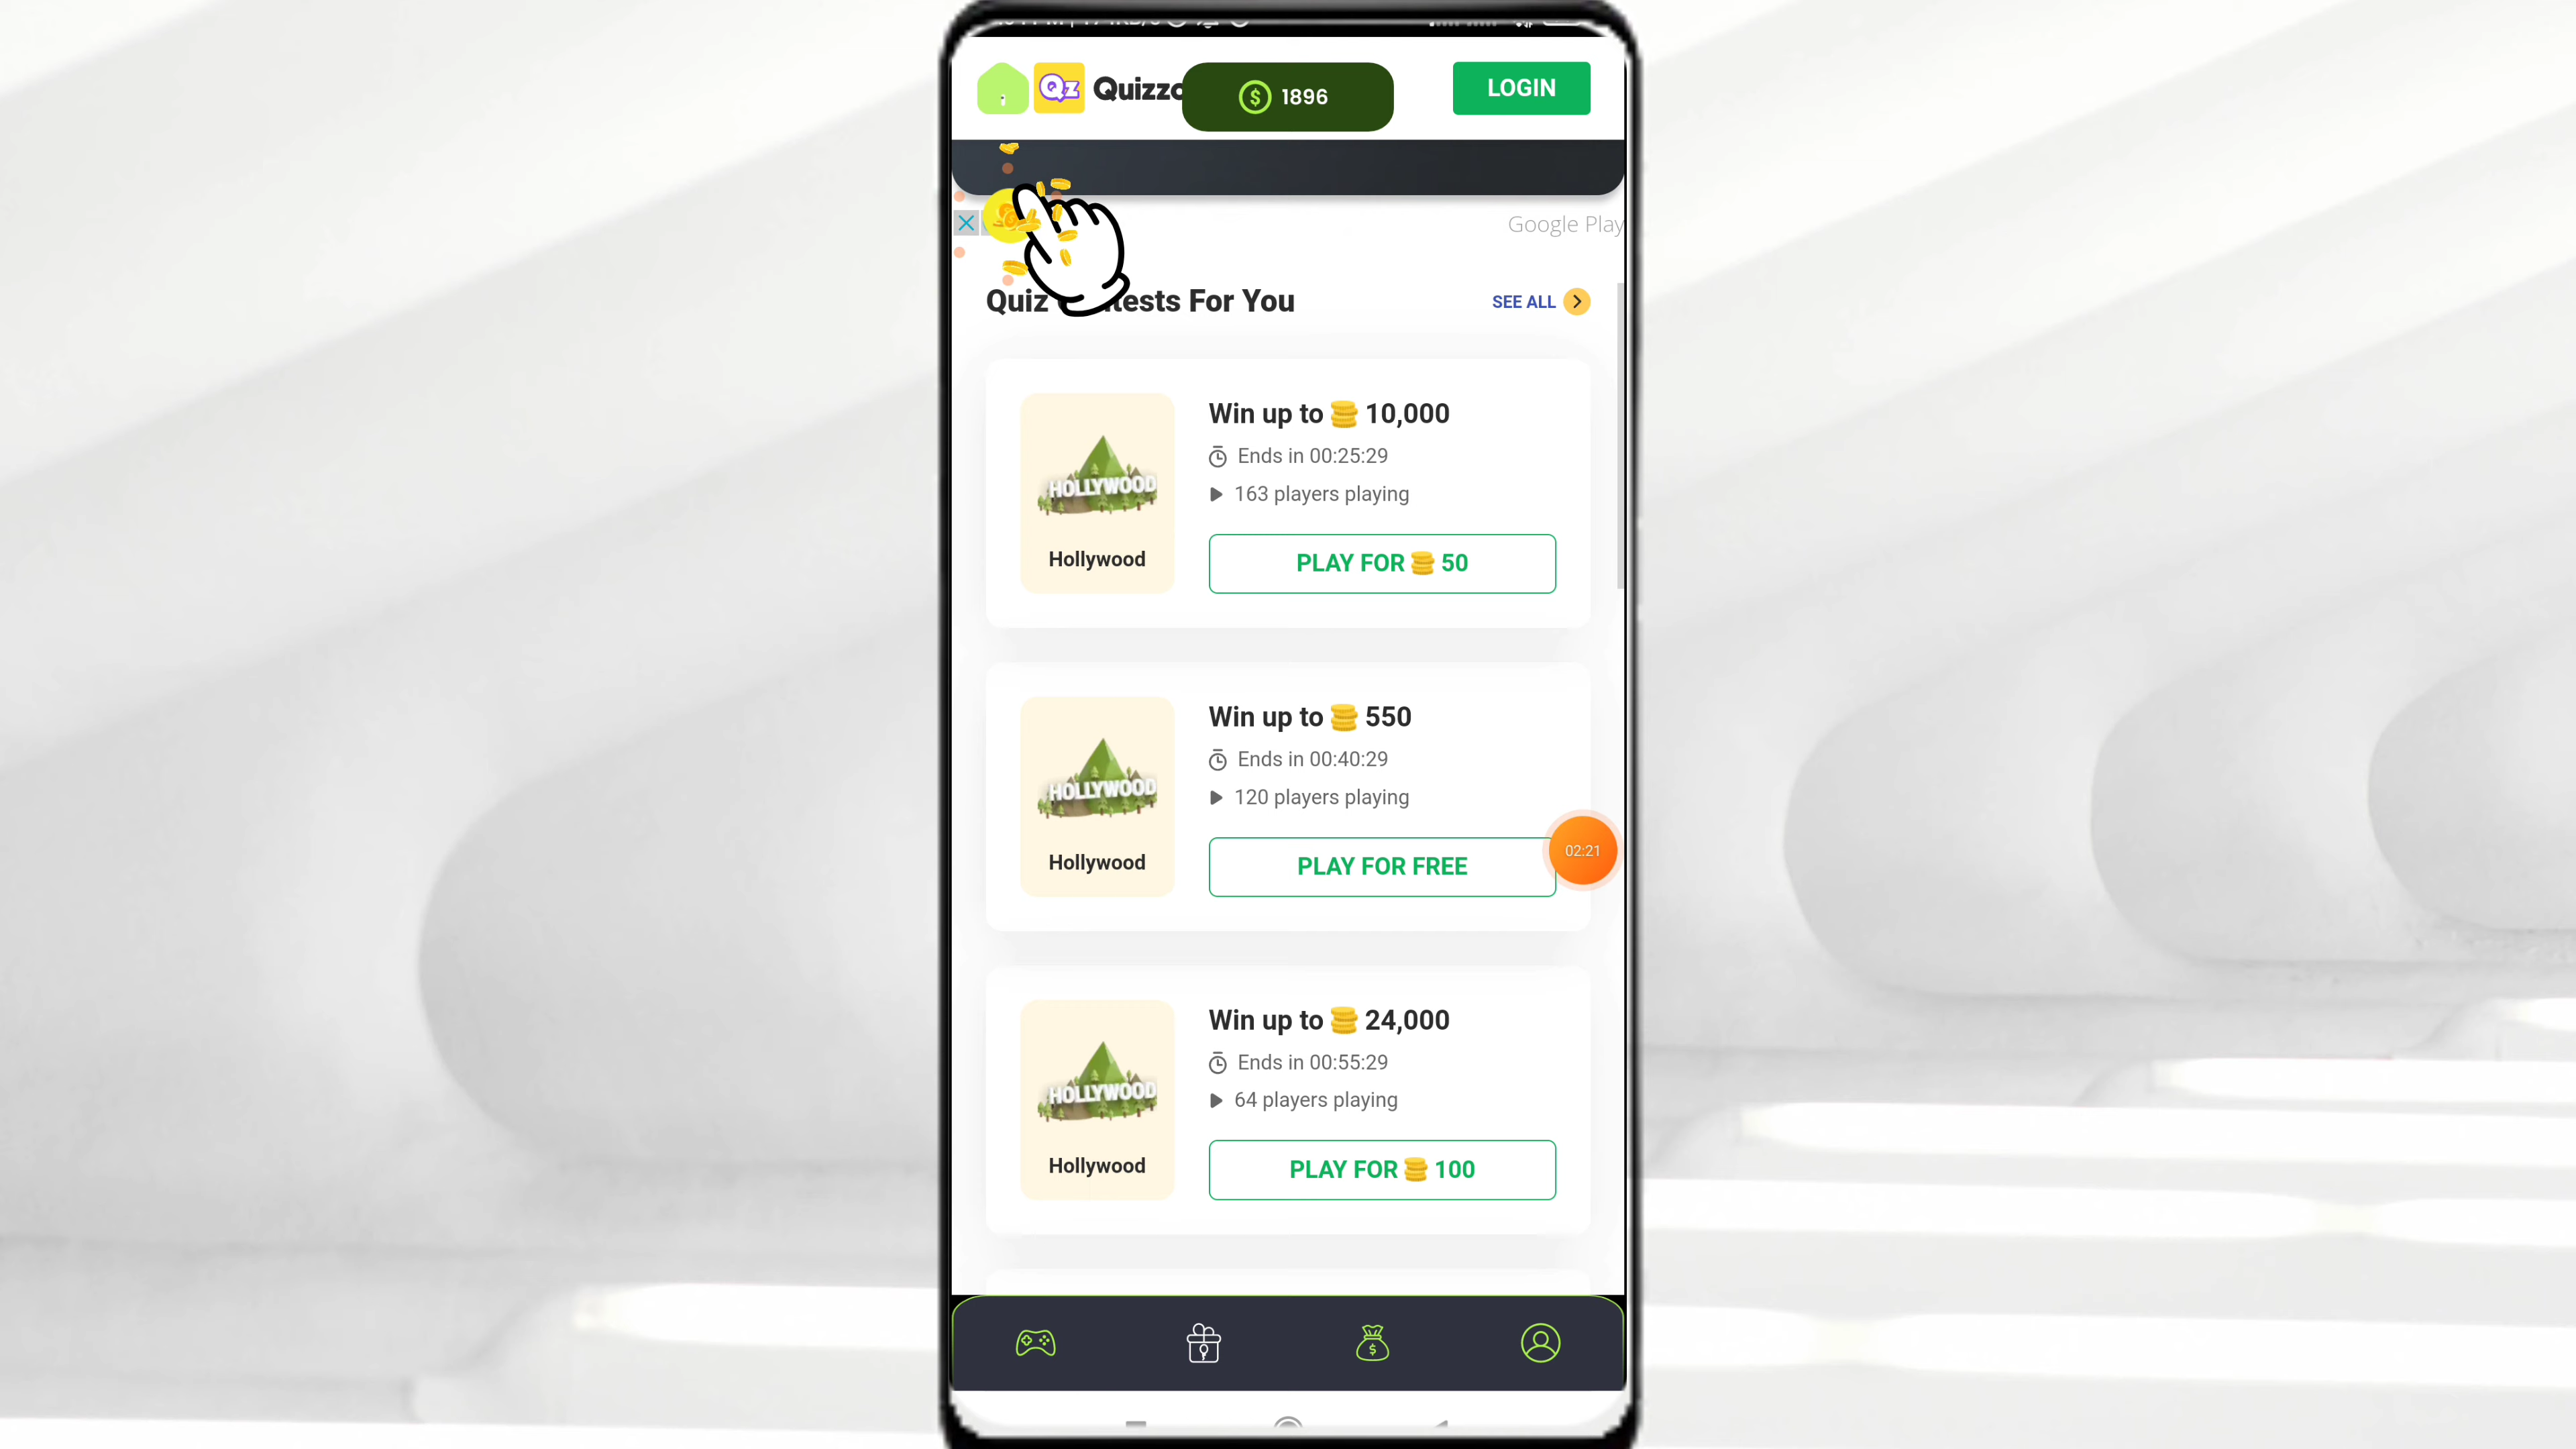 Qz Quizzo
$ 1896
LOGIN
Google Play
Quiz tests For You
SEE ALL
HOLLYWOOD
Hollywood
Win up to 10,000
Ends in 00:25:29
163 players playing
PLAY FOR 50
HOLLYWOOD
Hollywood
Win up to 550
Ends in 00:40:29
120 players playing
PLAY FOR FREE
02:21
HOLLYWOOD
Hollywood
Win up to 24,000
Ends in 00:55:29
64 players playing
PLAY FOR 100